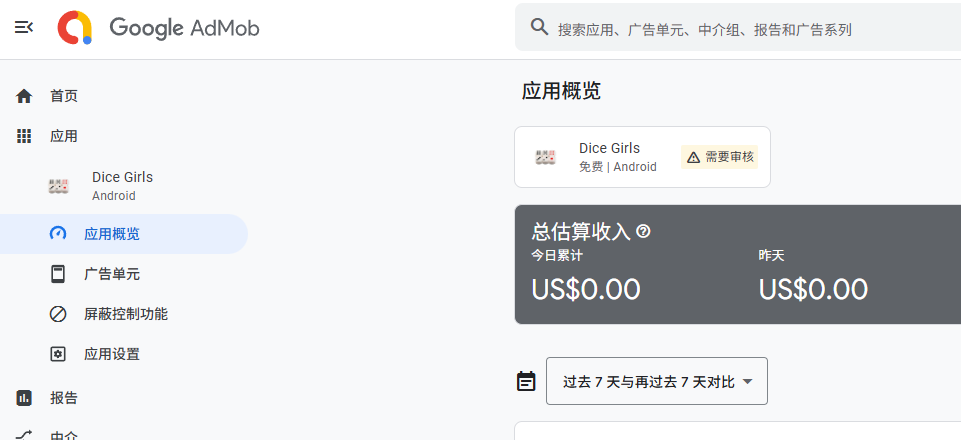 Google AdMob
搜索应用、广告单元、中介组、报告和广告系列
首页
应用
Dice Girls
Android
应用概览
广告单元
屏蔽控制功能
应用设置
报告
中介
应用概览
Dice Girls
免费 | Android
需要审核
总估算收入
今日累计
US$0.00
昨天
US$0.00
过去 7 天与再过去 7 天对比